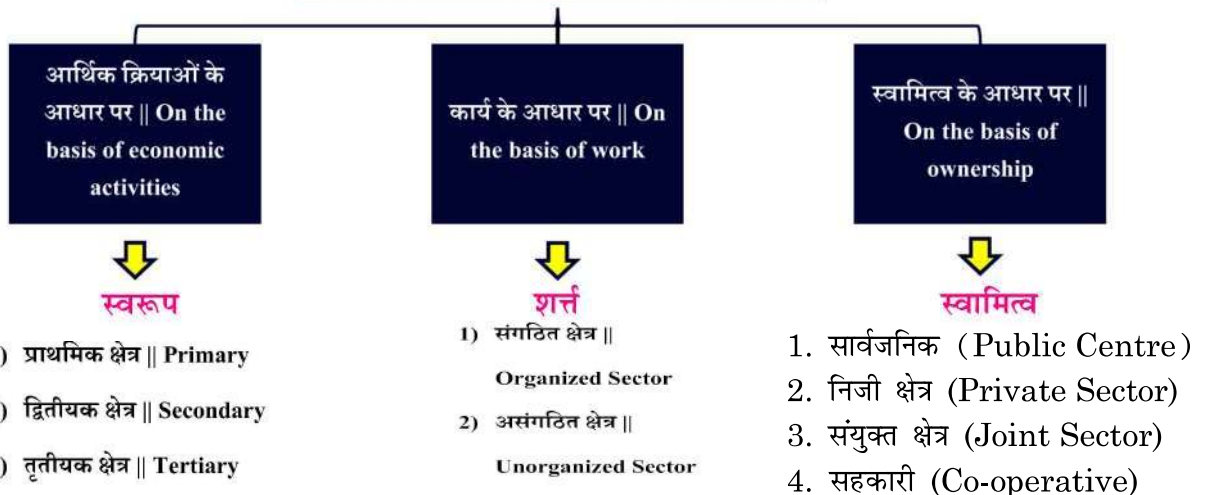 आर्थिक क्रियाओं के
आधार पर || On the
basis of economic
activities
कार्य के आधार पर || On
the basis of work
स्वामित्व के आधार पर ||
On the basis of
ownership
स्वरूप
) प्राथमिक क्षेत्र || Primary
) द्वितीयक क्षेत्र || Secondary
) तृतीयक क्षेत्र || Tertiary
शर्त्त
1) संगठित क्षेत्र ||
Organized Sector
2) असंगठित क्षेत्र ||
Unorganized Sector
स्वामित्व
1. सार्वजनिक (Public Centre)
2. निजी क्षेत्र (Private Sector)
3. संयुक्त क्षेत्र (Joint Sector)
4. सहकारी (Co-operative)